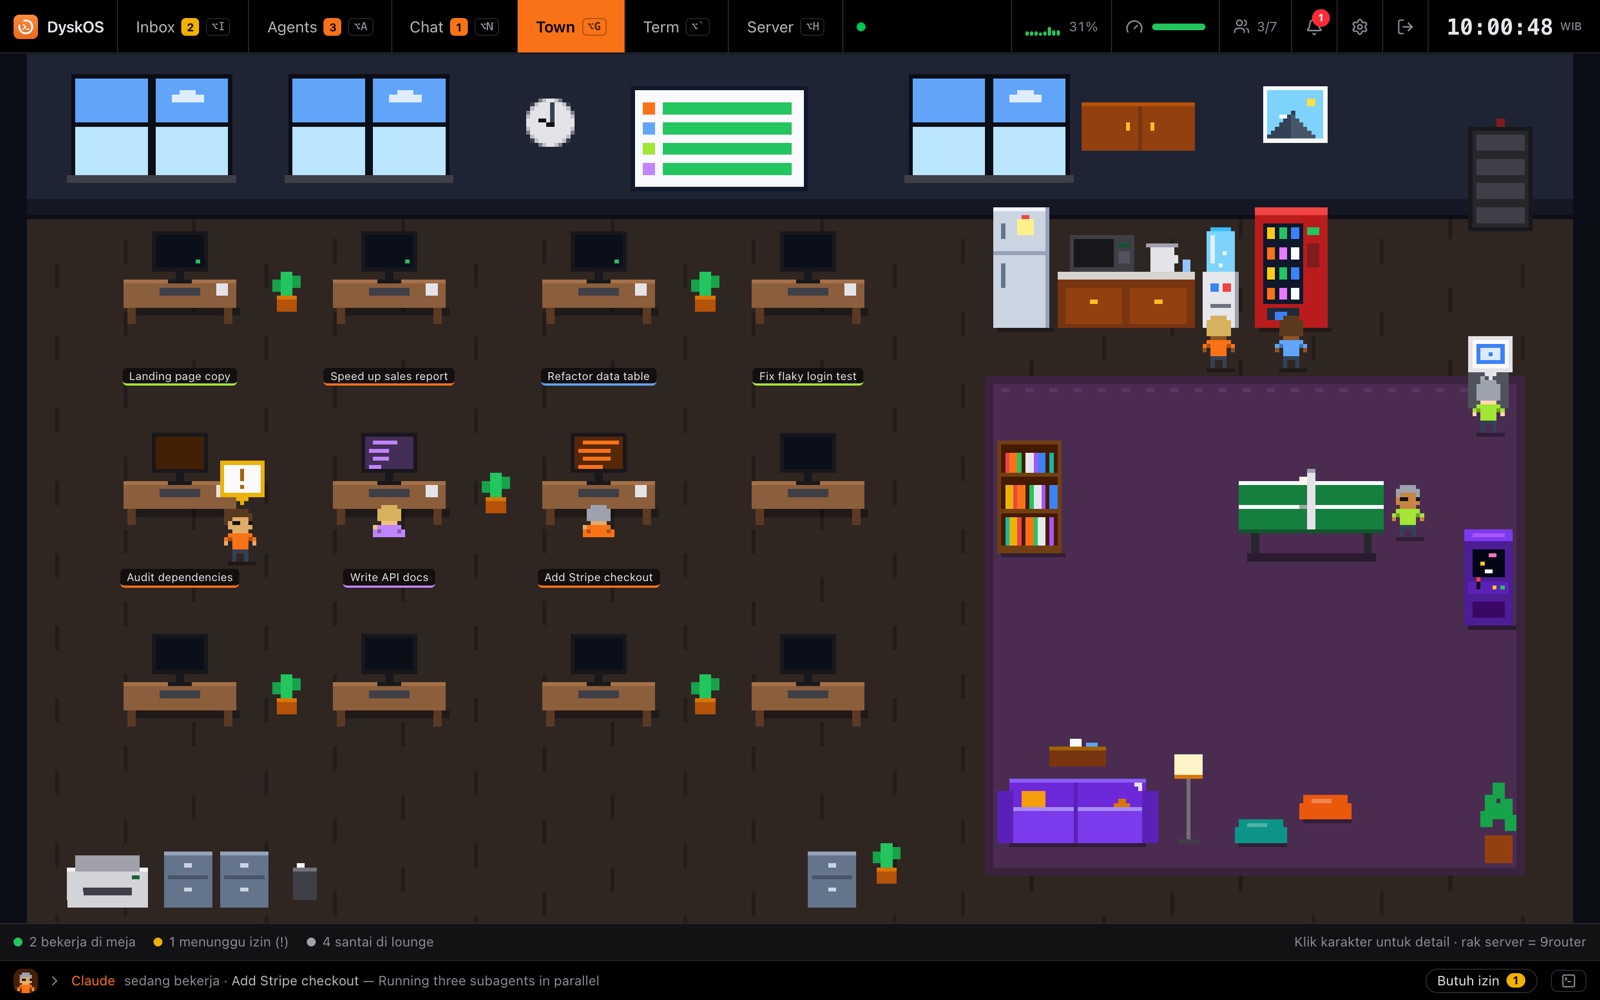 DyskOS
Inbox 2 ⌥I
Agents 3 ⌥A
Chat 1 ⌥N
Town ⌥G
Term ⌥`
Server ⌥H
31%
3/7
1
10:00:48 WIB
Landing page copy
Speed up sales report
Refactor data table
Fix flaky login test
!
Audit dependencies
Write API docs
Add Stripe checkout
2 bekerja di meja
1 menunggu izin (!)
4 santai di lounge
Klik karakter untuk detail · rak server = 9router
Claude sedang bekerja · Add Stripe checkout — Running three subagents in parallel
Butuh izin 1